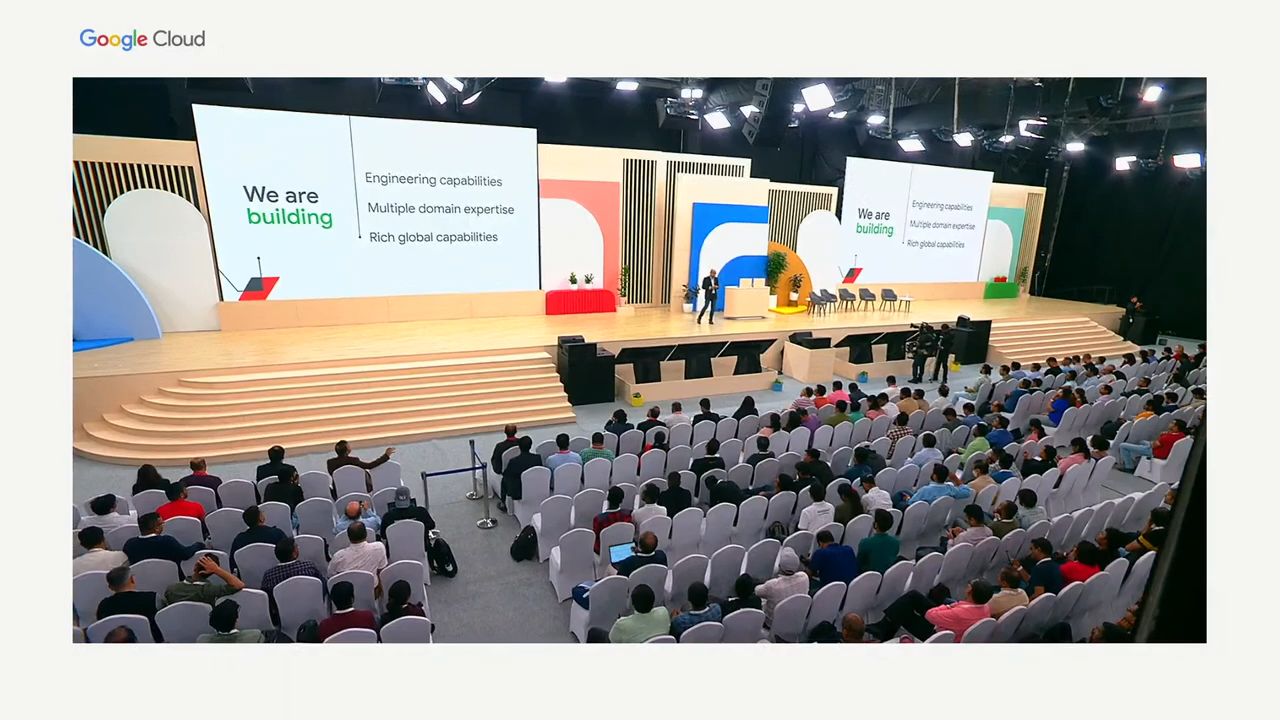 Google Cloud
We are
building
Engineering capabilities
Multiple domain expertise
Rich global capabilities
We are
building
Engineering capabilities
Multiple domain expertise
Rich global capabilities